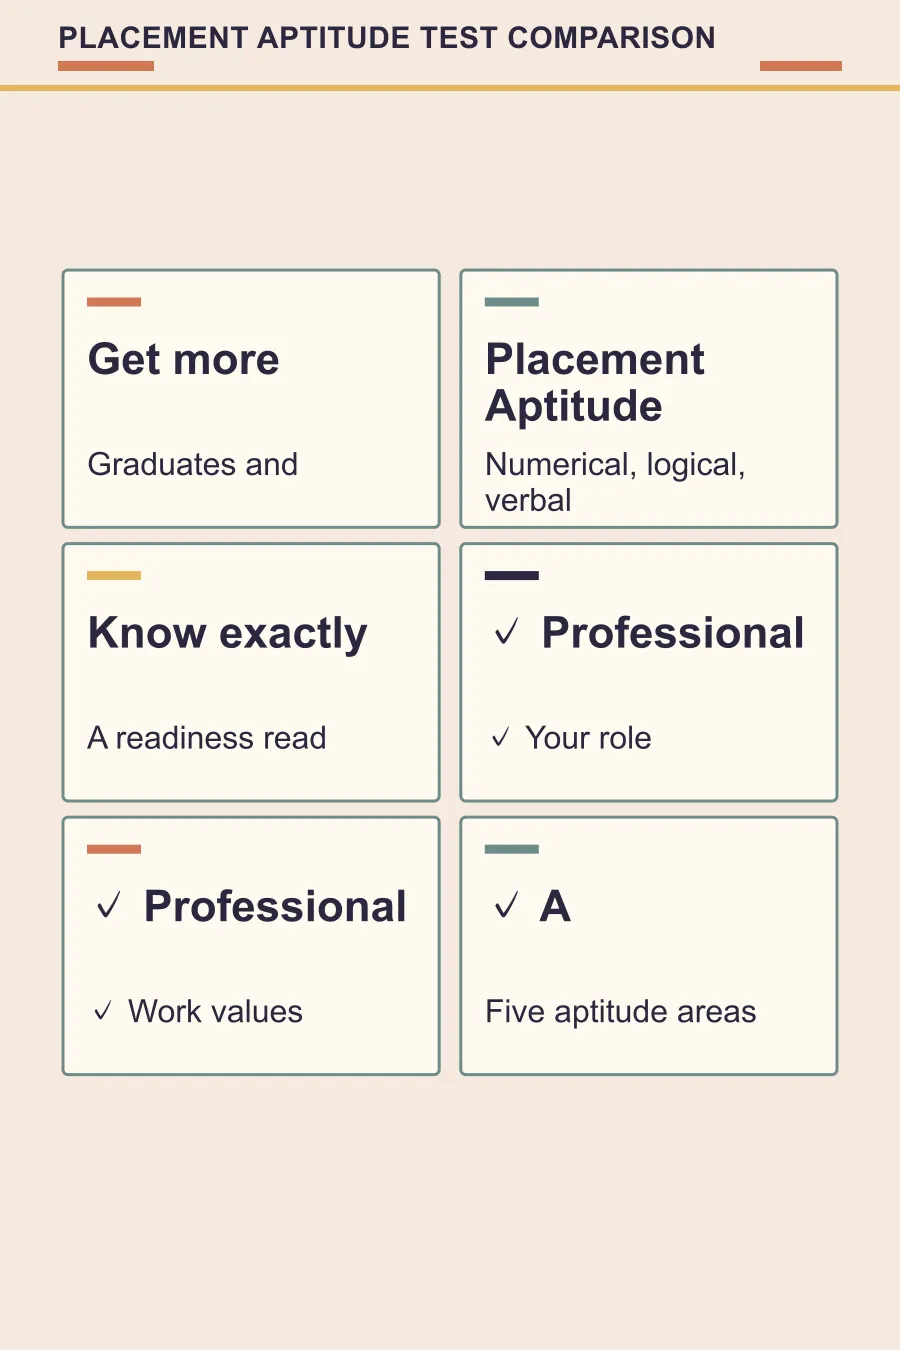 PLACEMENT APTITUDE TEST COMPARISON
Get more
Graduates and
Placement
Aptitude
Numerical, logical,
verbal
Know exactly
A readiness read
✓ Professional
✓ Your role
✓ Professional
✓ Work values
✓ A
Five aptitude areas